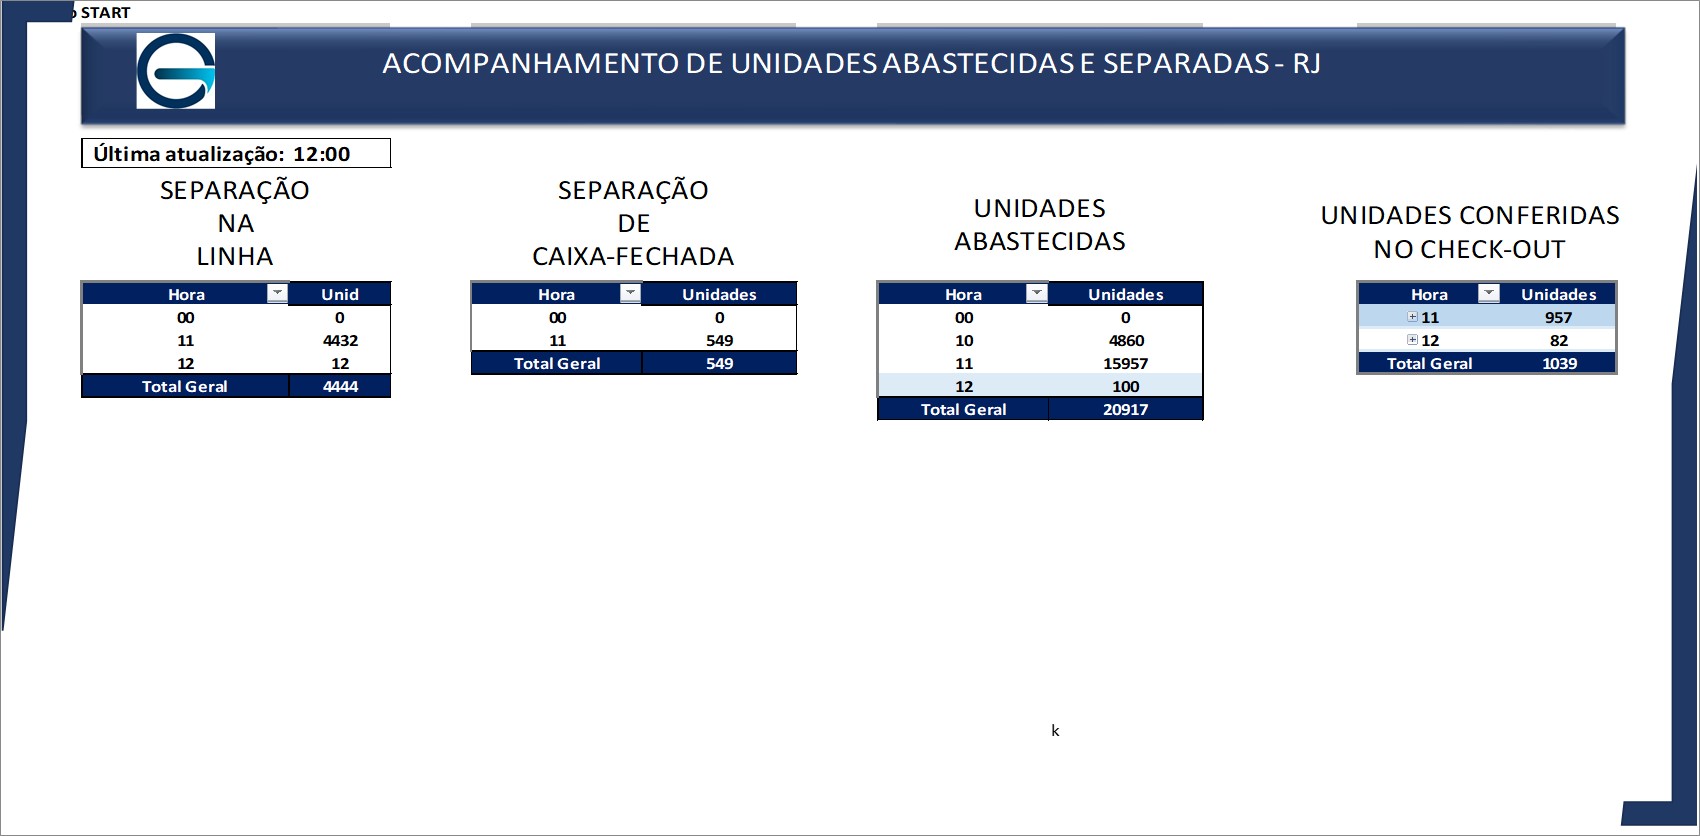 START
ACOMPANHAMENTO DE UNIDADES ABASTECIDAS E SEPARADAS - RJ
Última atualização: 12:00
SEPARAÇÃO
NA
LINHA
Hora Unid
00 0
11 4432
12 12
Total Geral 4444
SEPARAÇÃO
DE
CAIXA-FECHADA
Hora Unidades
00 0
11 549
Total Geral 549
UNIDADES
ABASTECIDAS
Hora Unidades
00 0
10 4860
11 15957
12 100
Total Geral 20917
UNIDADES CONFERIDAS
NO CHECK-OUT
Hora Unidades
11 957
12 82
Total Geral 1039
k